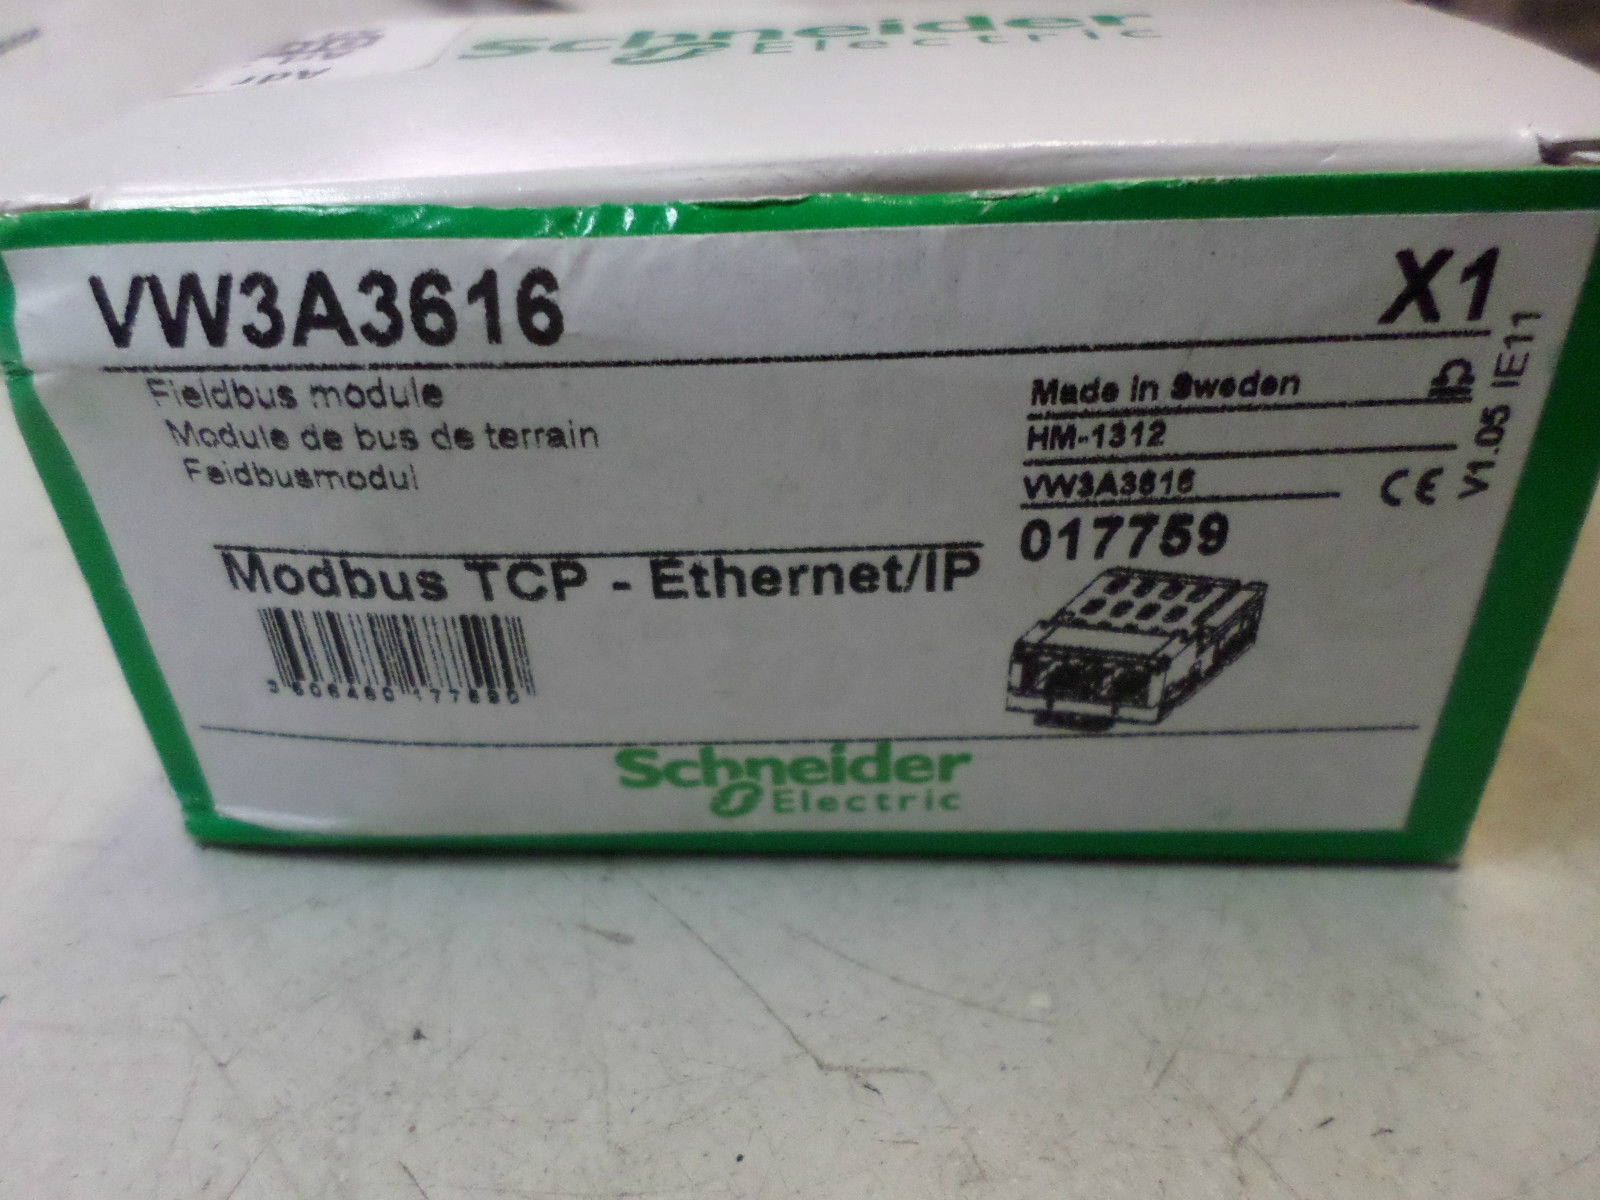 Schneider
Electric
VW3A3616
X1
Fieldbus module
Module de bus de terrain
Feldbusmodul
Made in Sweden
HM-1312
VW3A3616
CE
V1.05 IE11
017759
Modbus TCP - Ethernet/IP
Schneider
Electric